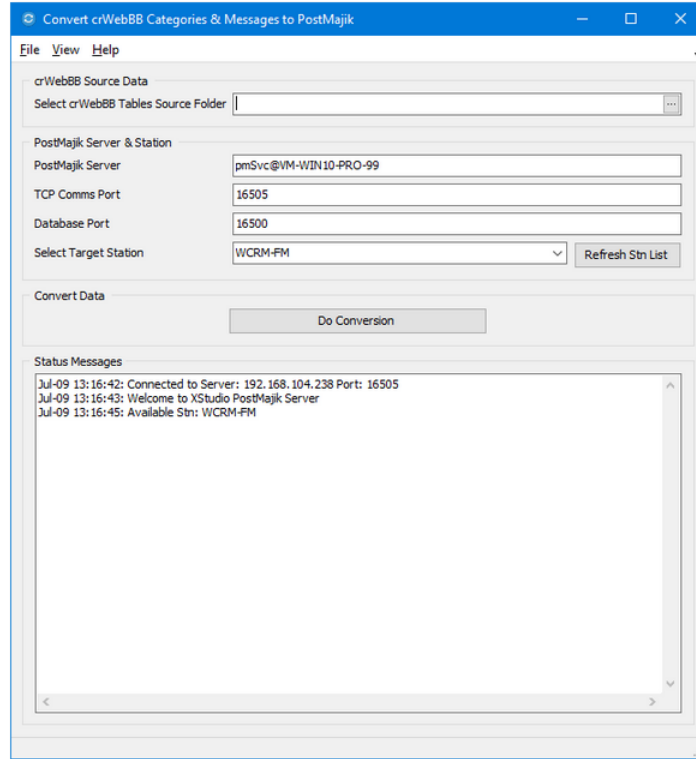 Convert crWebBB Categories & Messages to PostMajik
File View Help
crWebBB Source Data
Select crWebBB Tables Source Folder
...
PostMajik Server & Station
PostMajik Server pmSvc@VM-WIN10-PRO-99
TCP Comms Port 16505
Database Port 16500
Select Target Station WCRM-FM Refresh Stn List
Convert Data
Do Conversion
Status Messages
Jul-09 13:16:42: Connected to Server: 192.168.104.238 Port: 16505
Jul-09 13:16:43: Welcome to XStudio PostMajik Server
Jul-09 13:16:45: Available Stn: WCRM-FM